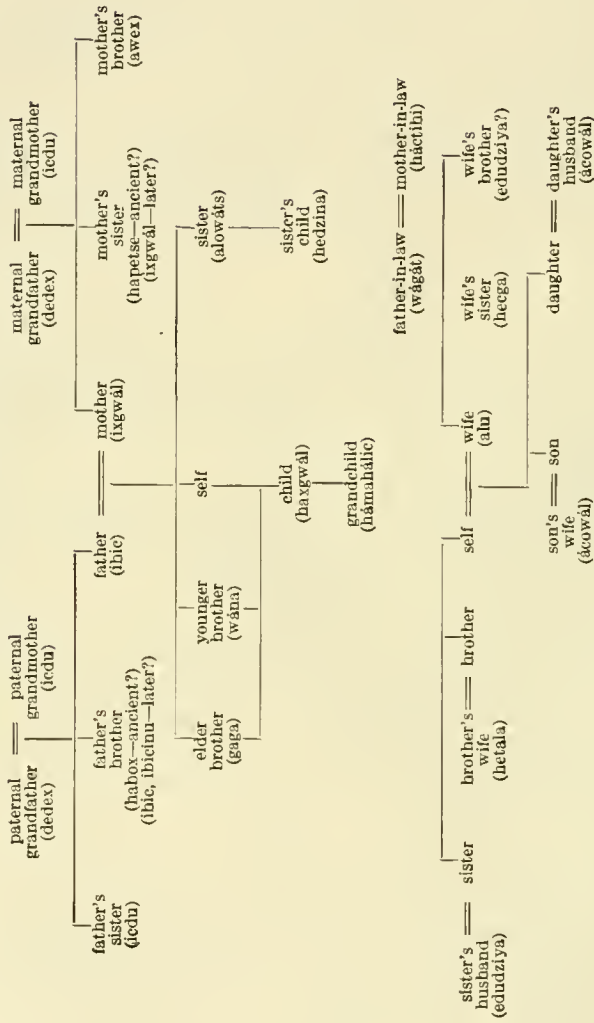 paternal grandfather (dedex) = paternal grandmother (icdu)
maternal grandfather (dedex) = maternal grandmother (icdu)
father's
sister
(icdu)
father's
brother
(habox—ancient?)
(ibic, ibicinu—later?)
father
(ibic)
mother
(ixgwál)
mother's
sister
(hapetse—ancient?)
(ixgwál—later?)
mother's
brother
(awex)
elder
brother
(gaga)
younger
brother
(wána)
self
sister
(alowáts)
child
(haxgwál)
sister's
child
(hedzina)
grandchild
(hámahálic)
father-in-law
(wágát)
mother-in-law
(háctihi)
sister's
husband
(edudziya)
sister
brother's
wife
(hetala)
brother
self
wife
(alu)
wife's
sister
(hecga)
wife's
brother
(edudziya?)
son's
wife
(ácowál)
son
daughter
daughter's
husband
(ácowál)